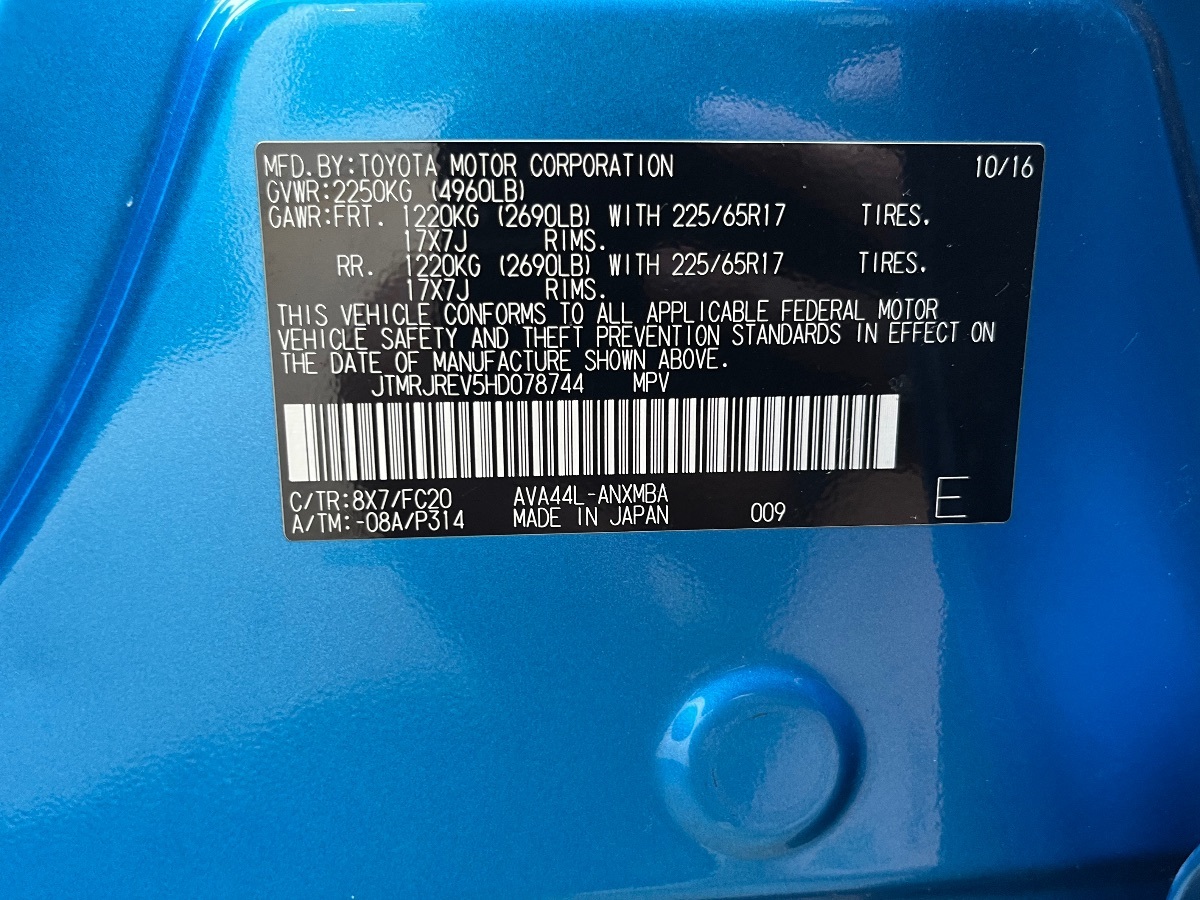 MFD.BY:TOYOTA MOTOR CORPORATION 10/16
GVWR:2250KG (4960LB)
GAWR:FRT. 1220KG (2690LB) WITH 225/65R17 TIRES.
17X7J RIMS.
RR. 1220KG (2690LB) WITH 225/65R17 TIRES.
17X7J RIMS.
THIS VEHICLE CONFORMS TO ALL APPLICABLE FEDERAL MOTOR
VEHICLE SAFETY AND THEFT PREVENTION STANDARDS IN EFFECT ON
THE DATE OF MANUFACTURE SHOWN ABOVE.
JTMRJREV5HD078744 MPV
C/TR:8X7/FC20 AVA44L-ANXMBA
A/TM:-08A/P314 MADE IN JAPAN 009 E